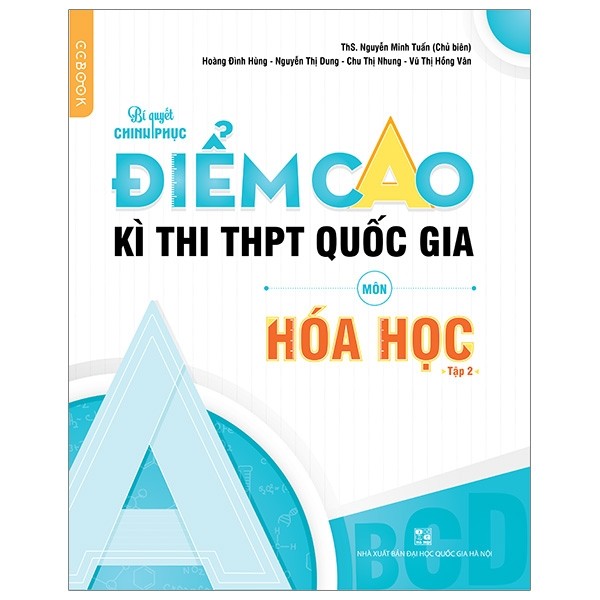 CCBOOK
ThS. Nguyễn Minh Tuấn (Chủ biên)
Hoàng Đình Hùng - Nguyễn Thị Dung - Chu Thị Nhung - Vũ Thị Hồng Vân
Bí quyết
CHINH PHỤC
ĐIỂM CAO
KÌ THI THPT QUỐC GIA
MÔN
HÓA HỌC
Tập 2
A
BCD
NHÀ XUẤT BẢN ĐẠI HỌC QUỐC GIA HÀ NỘI